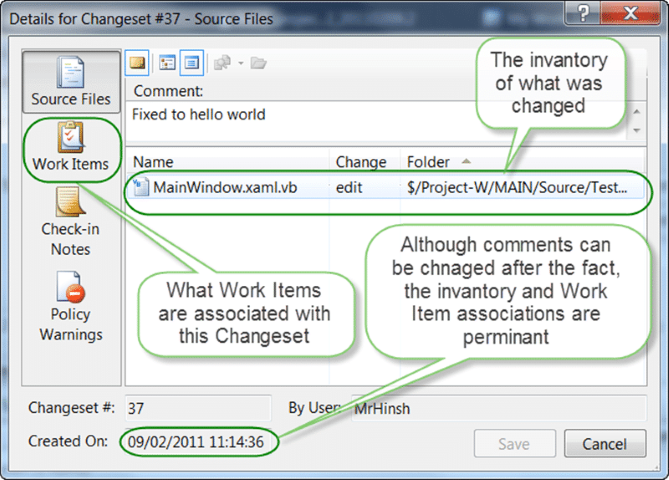 Details for Changeset #37 - Source Files
Source Files
Work Items
Check-in
Notes
Policy
Warnings
Comment:
Fixed to hello world
The invantory
of what was
changed
Name Change Folder
MainWindow.xaml.vb edit $/Project-W/MAIN/Source/Test...
What Work Items
are associated with
this Changeset
Although comments can
be chnaged after the fact,
the inventory and Work
Item associations are
perminant
Changeset #: 37 By User: MrHinsh
Created On: 09/02/2011 11:14:36
Save Cancel